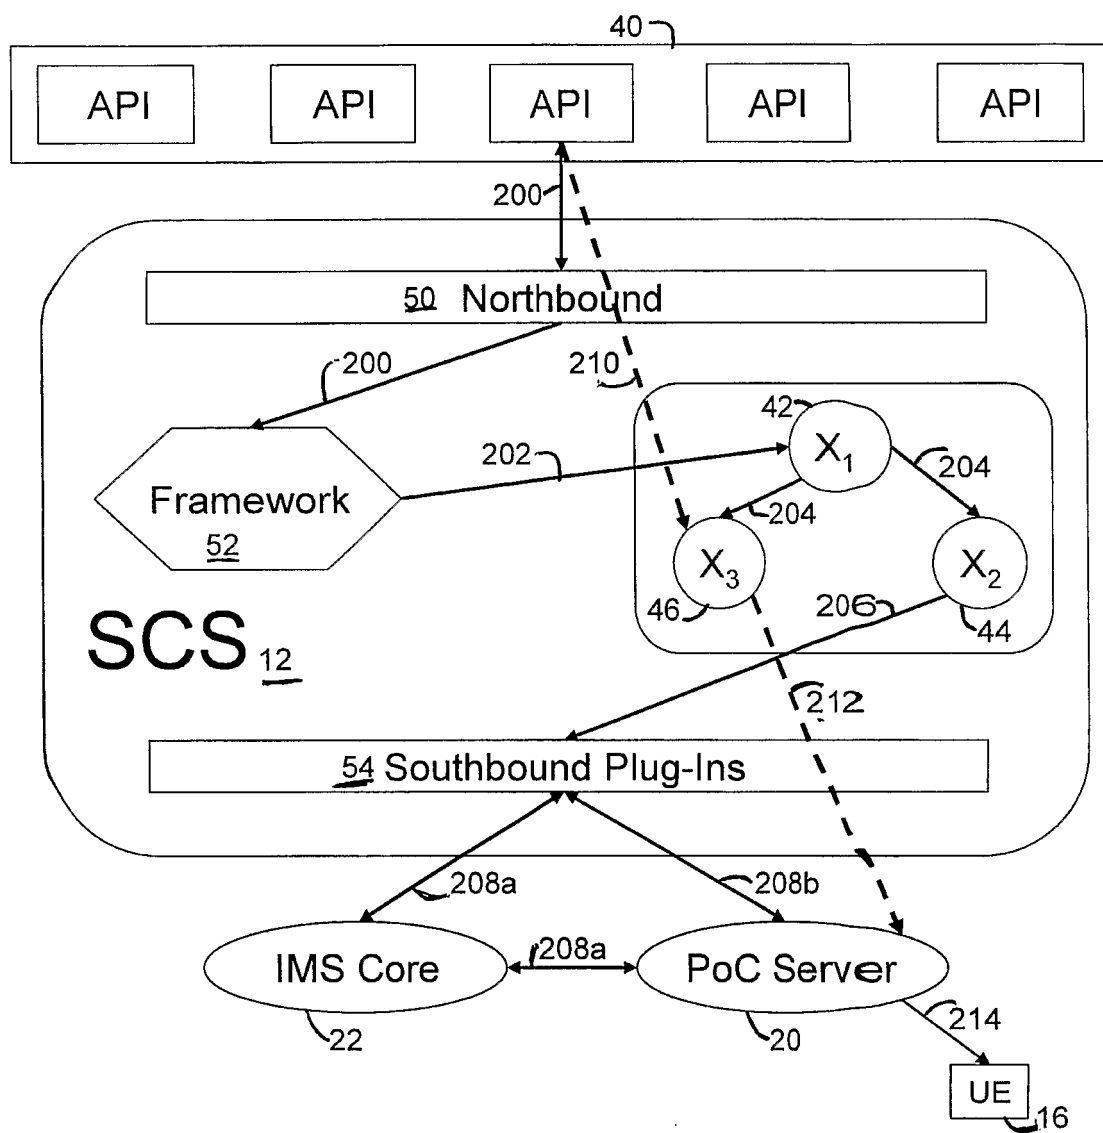 40
API API API API API
200
50 Northbound
200
210
42
X1
202
204
204
Framework
52
X3
X2
46
206
44
SCS 12
212
54 Southbound Plug-Ins
208a
208b
IMS Core
208a
PoC Server
22
20
214
UE
16